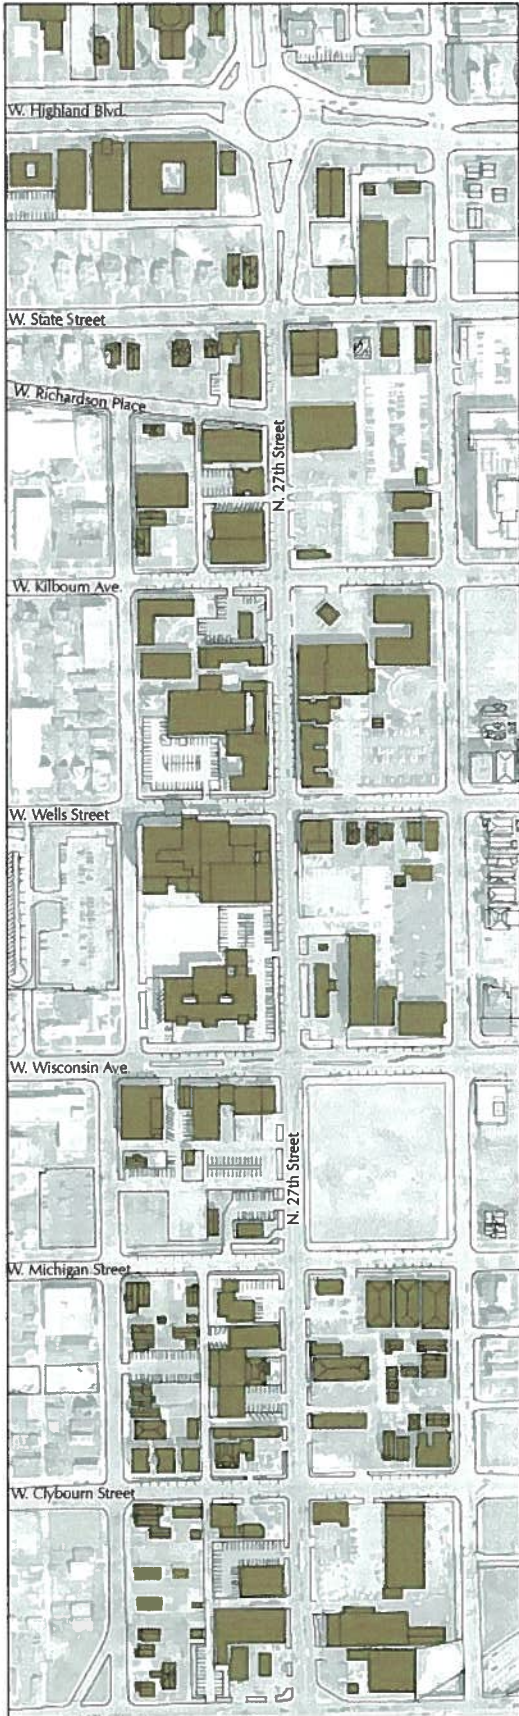 W. Highland Blvd.
W. State Street
W. Richardson Place
N. 27th Street
W. Kilbourn Ave.
W. Wells Street
W. Wisconsin Ave.
N. 27th Street
W. Michigan Street
W. Clybourn Street